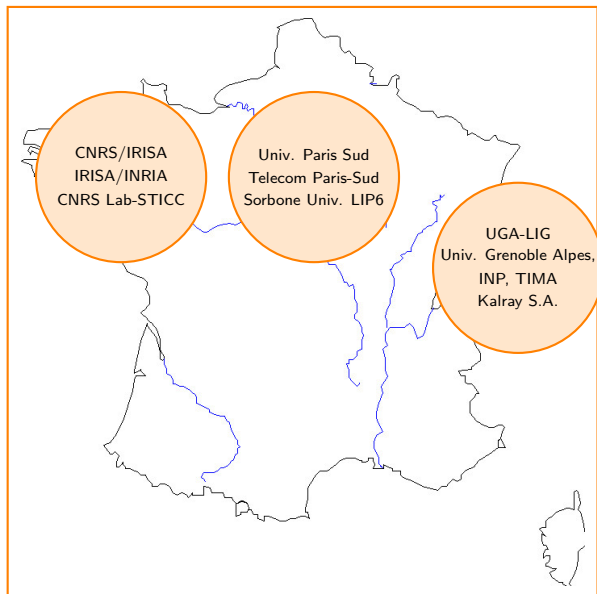 CNRS/IRISA
IRISA/INRIA
CNRS Lab-STICC
Univ. Paris Sud
Telecom Paris-Sud
Sorbone Univ. LIP6
UGA-LIG
Univ. Grenoble Alpes,
INP, TIMA
Kalray S.A.